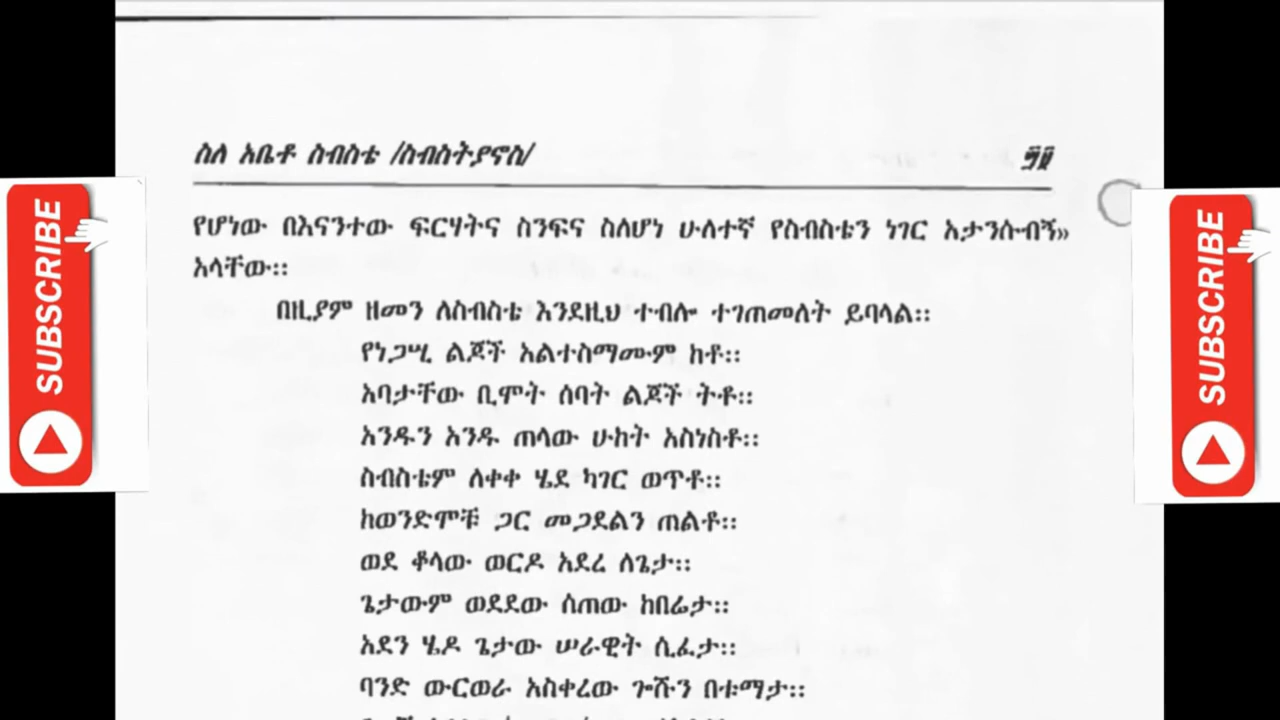 ስለ አቤቶ ስብስቴ /ስብስትያኖስ/ ፵፱
የሆነው በእናንተው ፍርሃትና ስንፍና ስለሆነ ሁለተኛ የስብስቴን ነገር አታንሱብኝ»
አላቸው።
በዚያም ዘመን ለስብስቴ እንደዚህ ተብሎ ተገጠመለት ይባላል።
የነጋሢ ልጆች አልተስማሙም ከቶ።
አባታቸው ቢሞት ሰባት ልጆች ትቶ።
አንዱን አንዱ ጠላው ሁከት አስነስቶ።
ስብስቴም ለቀቀ ሄደ ካገር ወጥቶ።
ከወንድሞቹ ጋር መጋደልን ጠልቶ።
ወደ ቆላው ወርዶ አደረ ለጌታ።
ጌታውም ወደደው ሰጠው ከበሬታ።
አደን ሄዶ ጌታው ሠራዊት ሲፈታ።
ባንድ ውርወራ አስቀረው ጐሹን በቱማታ።
SUBSCRIBE
SUBSCRIBE